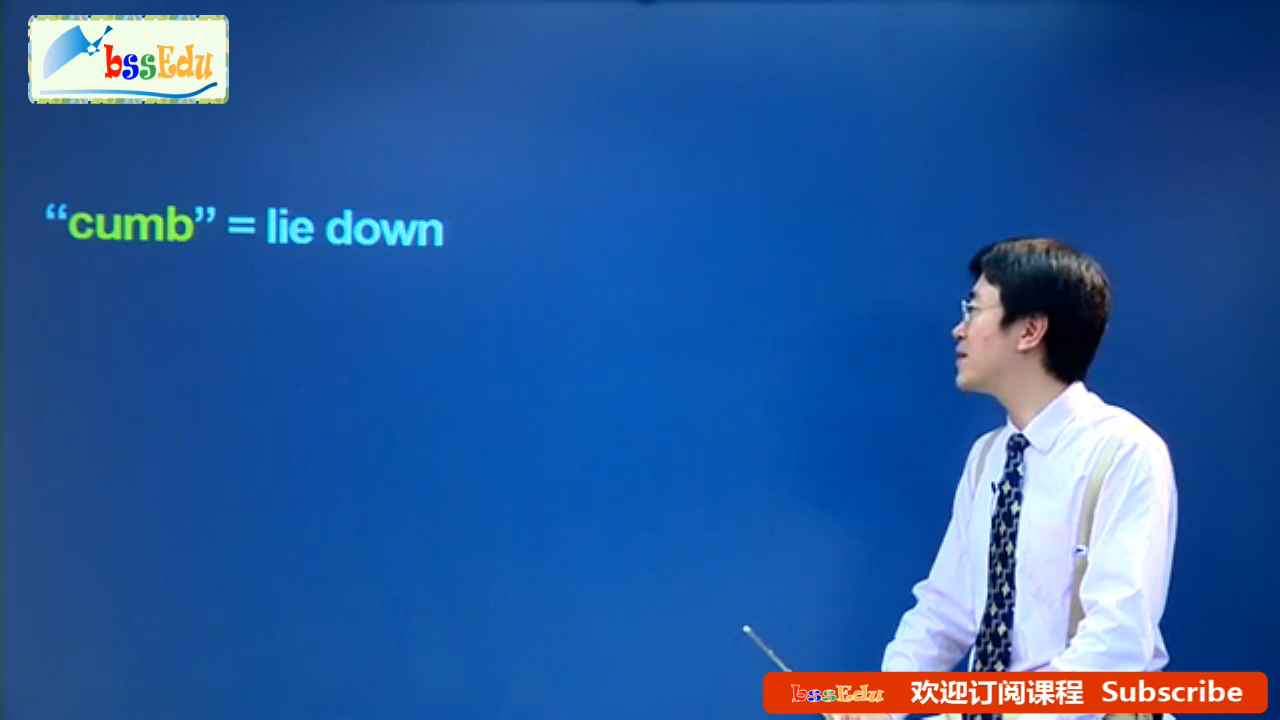 bssEdu
“cumb” = lie down
bssEdu 欢迎订阅课程 Subscribe